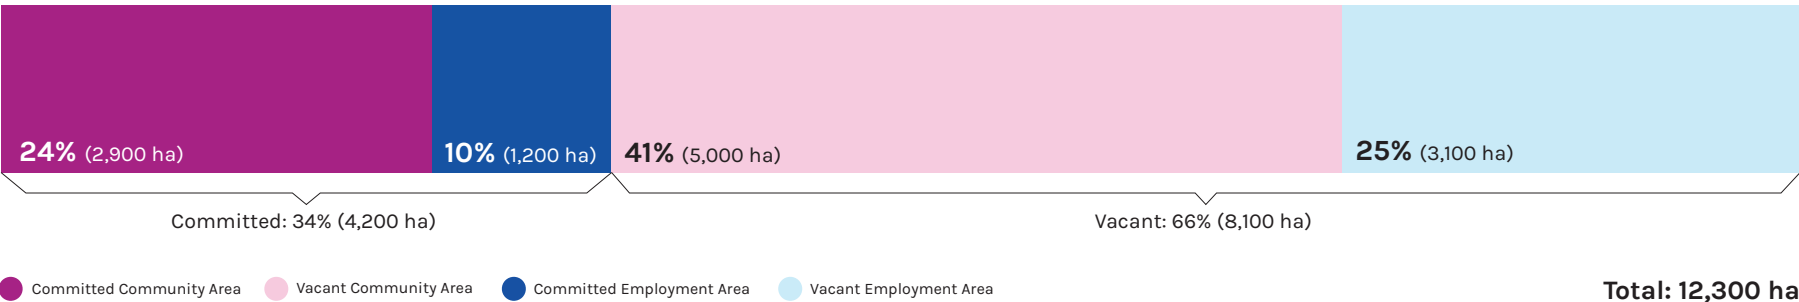 24% (2,900 ha)
10% (1,200 ha)
41% (5,000 ha)
25% (3,100 ha)
Committed: 34% (4,200 ha)
Vacant: 66% (8,100 ha)
Committed Community Area
Vacant Community Area
Committed Employment Area
Vacant Employment Area
Total: 12,300 ha